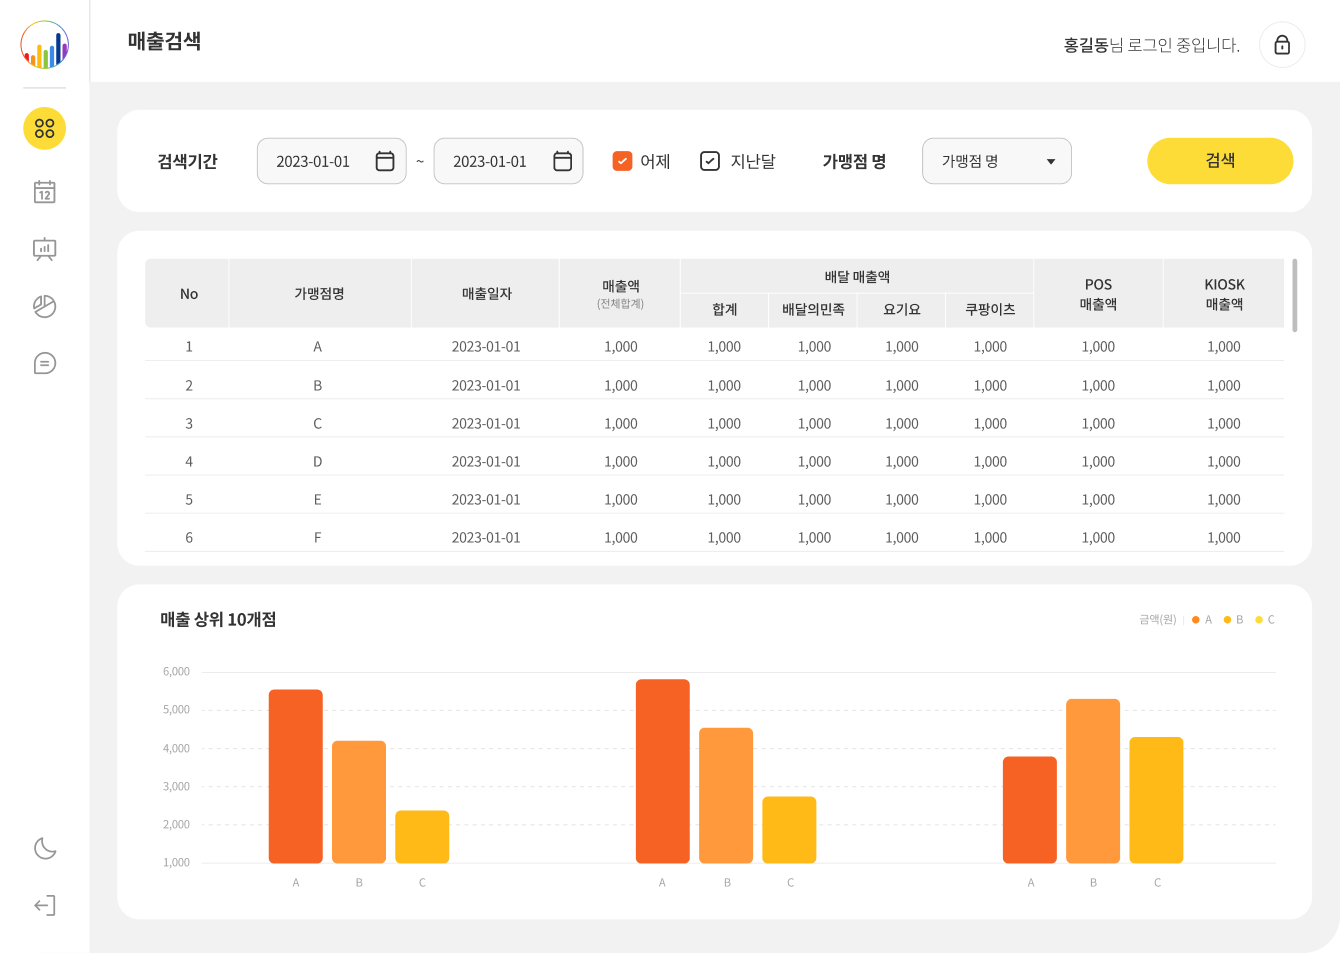 매출검색
홍길동님 로그인 중입니다.
12
검색기간 2023-01-01 ~ 2023-01-01 어제 지난달 가맹점 명 가맹점 명 검색
No 가맹점명 매출일자 매출액 (전체합계) 배달 매출액 POS 매출액 KIOSK 매출액
합계 배달의민족 요기요 쿠팡이츠
1 A 2023-01-01 1,000 1,000 1,000 1,000 1,000 1,000 1,000
2 B 2023-01-01 1,000 1,000 1,000 1,000 1,000 1,000 1,000
3 C 2023-01-01 1,000 1,000 1,000 1,000 1,000 1,000 1,000
4 D 2023-01-01 1,000 1,000 1,000 1,000 1,000 1,000 1,000
5 E 2023-01-01 1,000 1,000 1,000 1,000 1,000 1,000 1,000
6 F 2023-01-01 1,000 1,000 1,000 1,000 1,000 1,000 1,000
매출 상위 10개점
금액(원) A B C
6,000
5,000
4,000
3,000
2,000
1,000
A B C A B C A B C